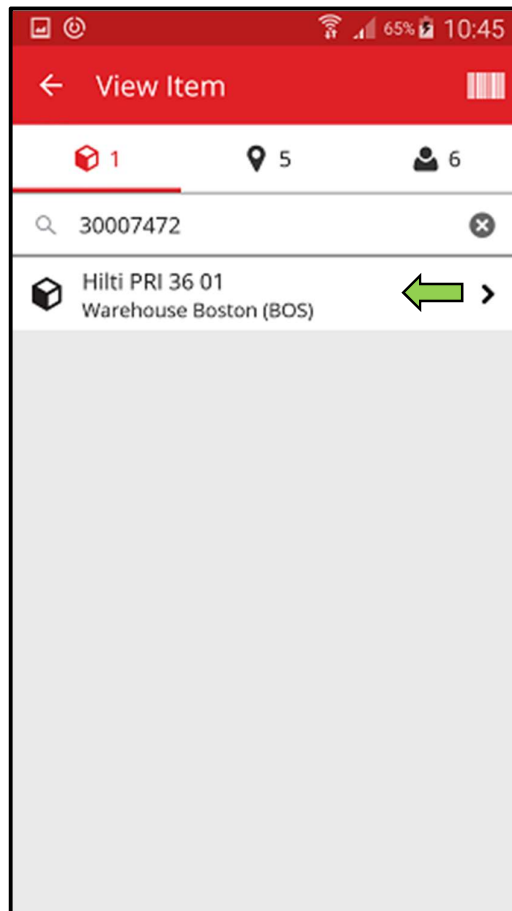 65% 10:45
View Item
1 5 6
30007472
Hilti PRI 36 01
Warehouse Boston (BOS)